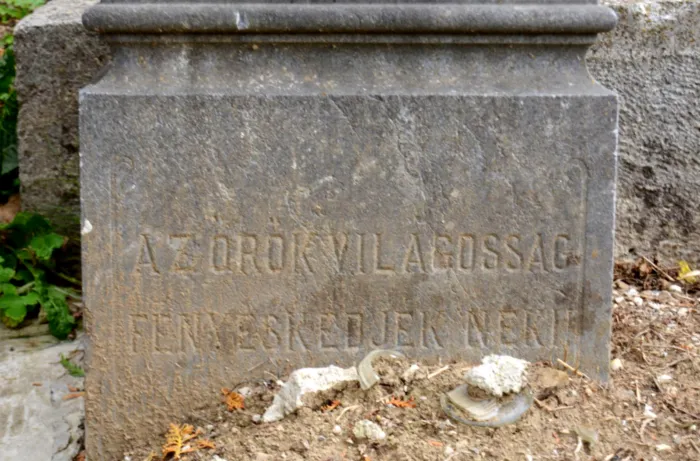 AZ ÖRÖK VILÁGOSSÁG
FÉNYESKEDJÉK NEKI!